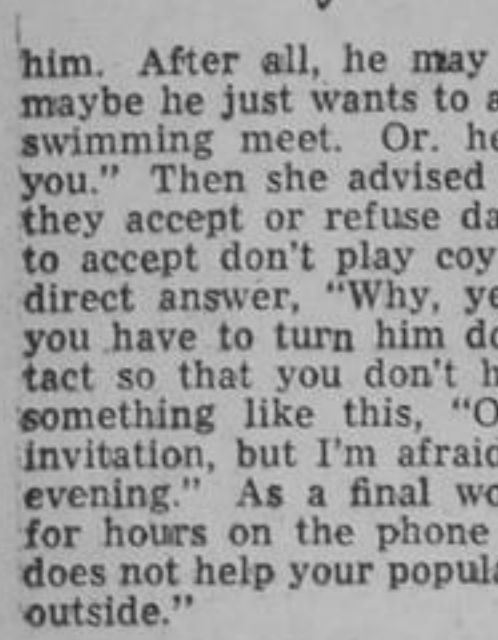 him. After all, he may
maybe he just wants to a
swimming meet. Or. he
you." Then she advised
they accept or refuse da
to accept don't play coy
direct answer, "Why, ye
you have to turn him do
tact so that you don't h
something like this, "O
invitation, but I'm afraid
evening." As a final wo
for hours on the phone
does not help your popula
outside."